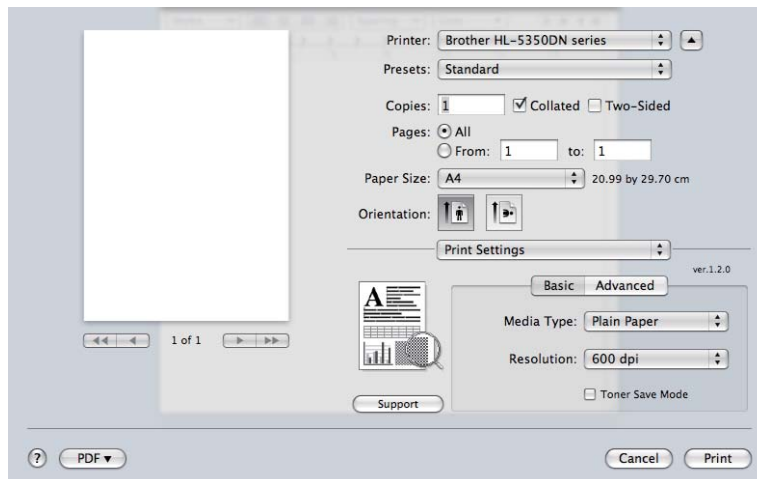 Printer: Brother HL-5350DN series
Presets: Standard
Copies: 1 Collated Two-Sided
Pages: All
From: 1 to: 1
Paper Size: A4 20.99 by 29.70 cm
Orientation:
Print Settings
ver.1.2.0
Basic Advanced
A
Media Type: Plain Paper
1 of 1
Resolution: 600 dpi
Toner Save Mode
Support
? PDF▼ Cancel Print